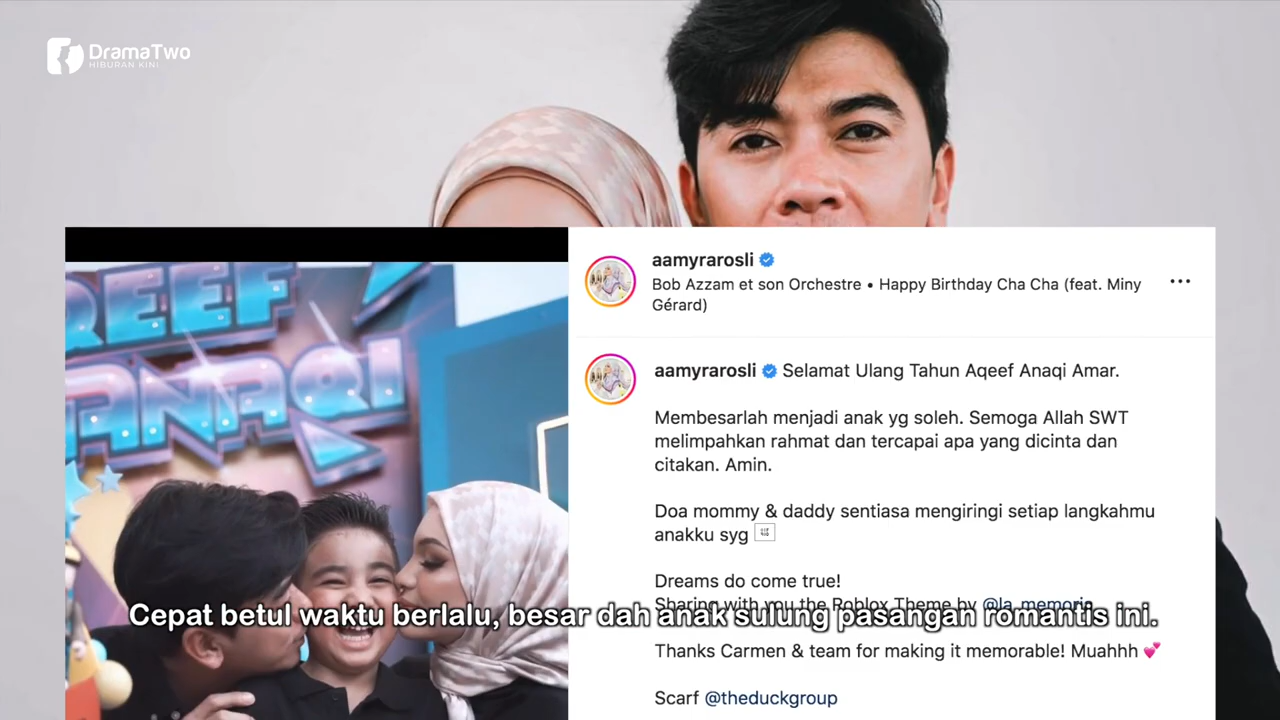 DramaTwo
HIBURAN KINI
REEF
ANAQI
aamyrarosli
Bob Azzam et son Orchestre • Happy Birthday Cha Cha (feat. Miny
Gérard)
aamyrarosli Selamat Ulang Tahun Aqeef Anaqi Amar.
Membesarlah menjadi anak yg soleh. Semoga Allah SWT
melimpahkan rahmat dan tercapai apa yang dicinta dan
citakan. Amin.
Doa mommy & daddy sentiasa mengiringi setiap langkahmu
anakku syg
Dreams do come true!
Sharing with you the Roblox Theme by @la_memoria
Cepat betul waktu berlalu, besar dah anak sulung pasangan romantis ini.
Thanks Carmen & team for making it memorable! Muahhh 💕
Scarf @theduckgroup